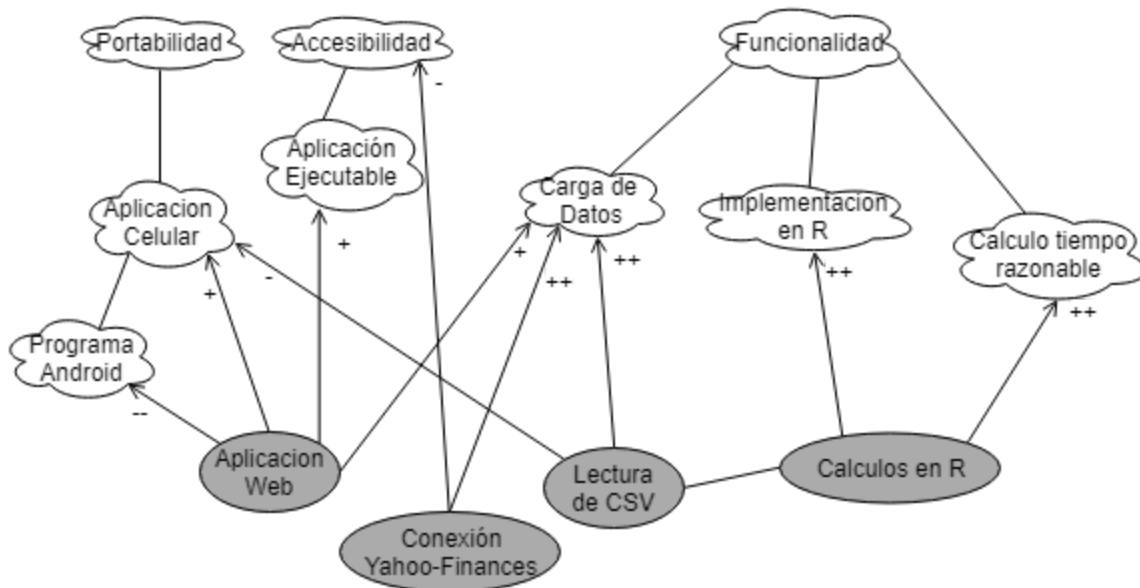 Portabilidad
Accesibilidad
Funcionalidad
-
Aplicación
Ejecutable
Carga de
Datos
Implementacion
en R
Aplicacion
Celular
Calculo tiempo
razonable
+
+
++
++
++
-
+
++
Programa
Android
--
Aplicacion
Web
Lectura
de CSV
Calculos en R
Conexión
Yahoo-Finances